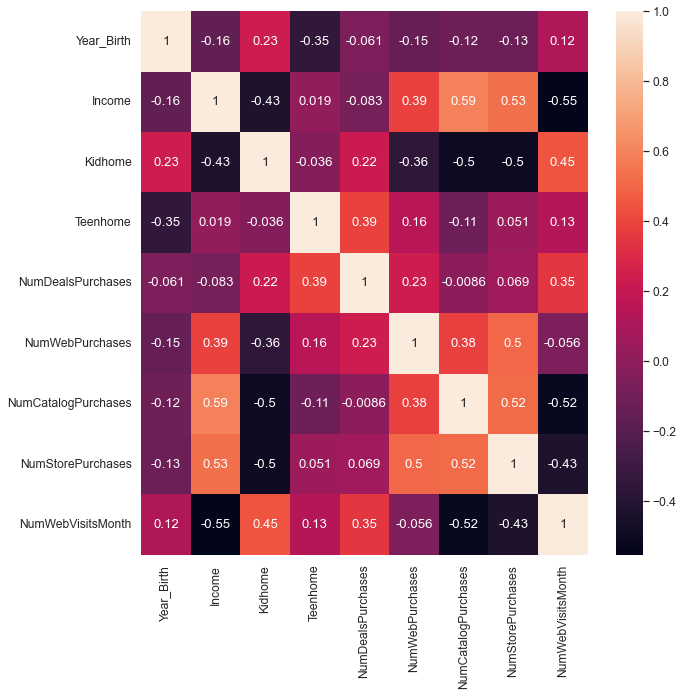 Year_Birth 1 -0.16 0.23 -0.35 -0.061 -0.15 -0.12 -0.13 0.12
Income -0.16 1 -0.43 0.019 -0.083 0.39 0.59 0.53 -0.55
Kidhome 0.23 -0.43 1 -0.036 0.22 -0.36 -0.5 -0.5 0.45
Teenhome -0.35 0.019 -0.036 1 0.39 0.16 -0.11 0.051 0.13
NumDealsPurchases -0.061 -0.083 0.22 0.39 1 0.23 -0.0086 0.069 0.35
NumWebPurchases -0.15 0.39 -0.36 0.16 0.23 1 0.38 0.5 -0.056
NumCatalogPurchases -0.12 0.59 -0.5 -0.11 -0.0086 0.38 1 0.52 -0.52
NumStorePurchases -0.13 0.53 -0.5 0.051 0.069 0.5 0.52 1 -0.43
NumWebVisitsMonth 0.12 -0.55 0.45 0.13 0.35 -0.056 -0.52 -0.43 1
Year_Birth
Income
Kidhome
Teenhome
NumDealsPurchases
NumWebPurchases
NumCatalogPurchases
NumStorePurchases
NumWebVisitsMonth
1.0
0.8
0.6
0.4
0.2
0.0
−0.2
−0.4